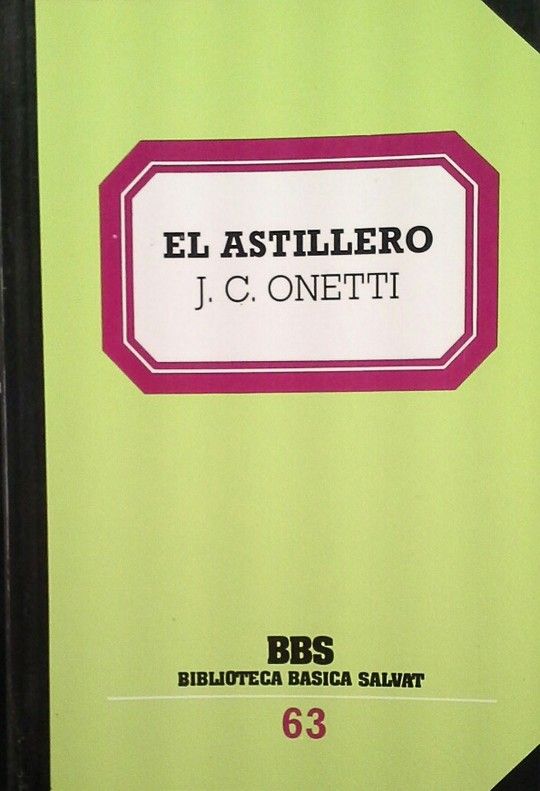 EL ASTILLERO
J. C. ONETTI
BBS
BIBLIOTECA BASICA SALVAT
63